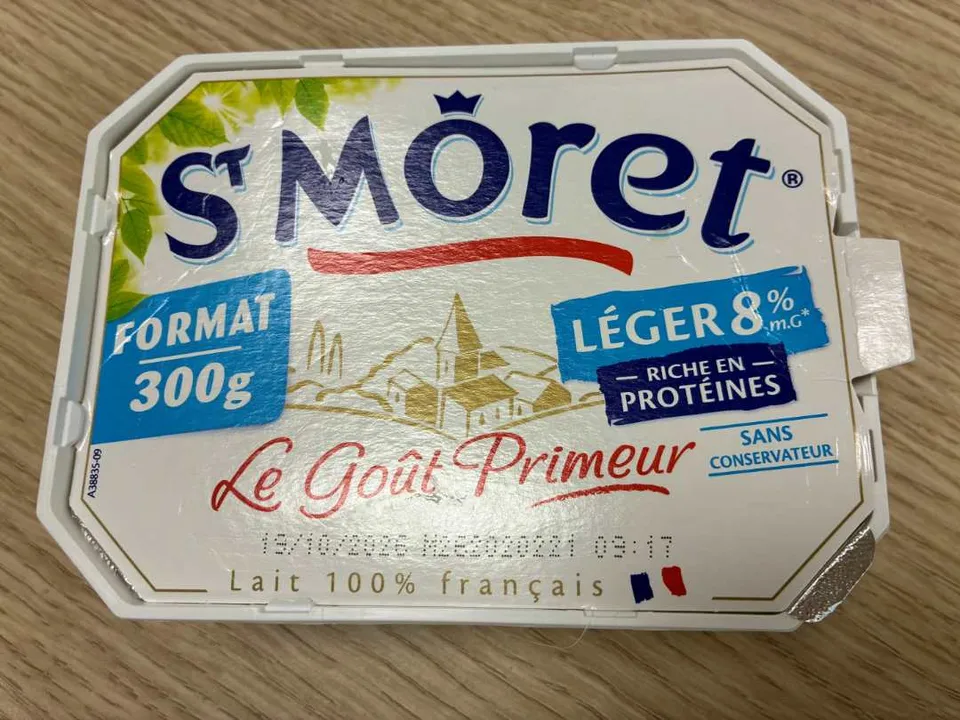 ST MÔret®
FORMAT
300g
LÉGER 8% m.G*
RICHE EN
PROTÉINES
SANS
CONSERVATEUR
Le Goût Primeur
A38835-09
19/10/2026 M262020221 09:17
Lait 100% français